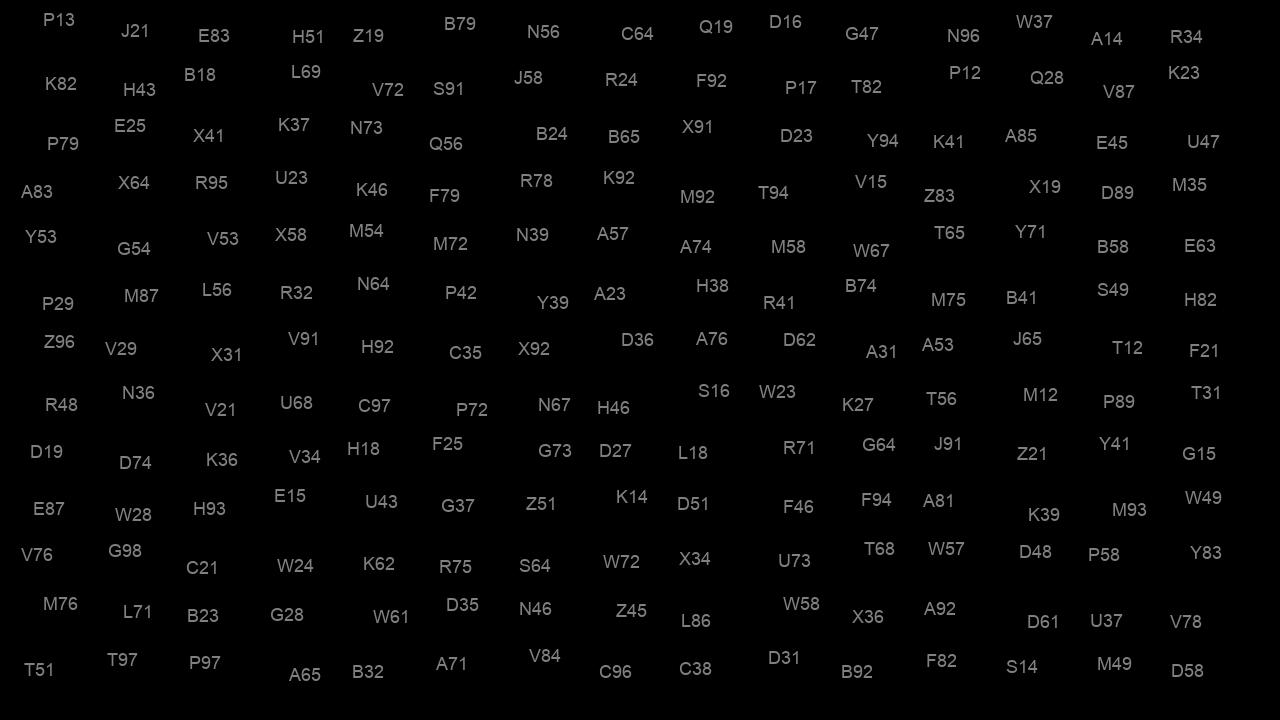 P13 J21 E83 H51 Z19 B79 N56 C64 Q19 D16 G47 N96 W37 A14 R34
K82 H43 B18 L69 V72 S91 J58 R24 F92 P17 T82 P12 Q28 V87 K23
P79 E25 X41 K37 N73 Q56 B24 B65 X91 D23 Y94 K41 A85 E45 U47
A83 X64 R95 U23 K46 F79 R78 K92 M92 T94 V15 Z83 X19 D89 M35
Y53 G54 V53 X58 M54 M72 N39 A57 A74 M58 W67 T65 Y71 B58 E63
P29 M87 L56 R32 N64 P42 Y39 A23 H38 R41 B74 M75 B41 S49 H82
Z96 V29 X31 V91 H92 C35 X92 D36 A76 D62 A31 A53 J65 T12 F21
R48 N36 V21 U68 C97 P72 N67 H46 S16 W23 K27 T56 M12 P89 T31
D19 D74 K36 V34 H18 F25 G73 D27 L18 R71 G64 J91 Z21 Y41 G15
E87 W28 H93 E15 U43 G37 Z51 K14 D51 F46 F94 A81 K39 M93 W49
V76 G98 C21 W24 K62 R75 S64 W72 X34 U73 T68 W57 D48 P58 Y83
M76 L71 B23 G28 W61 D35 N46 Z45 L86 W58 X36 A92 D61 U37 V78
T51 T97 P97 A65 B32 A71 V84 C96 C38 D31 B92 F82 S14 M49 D58